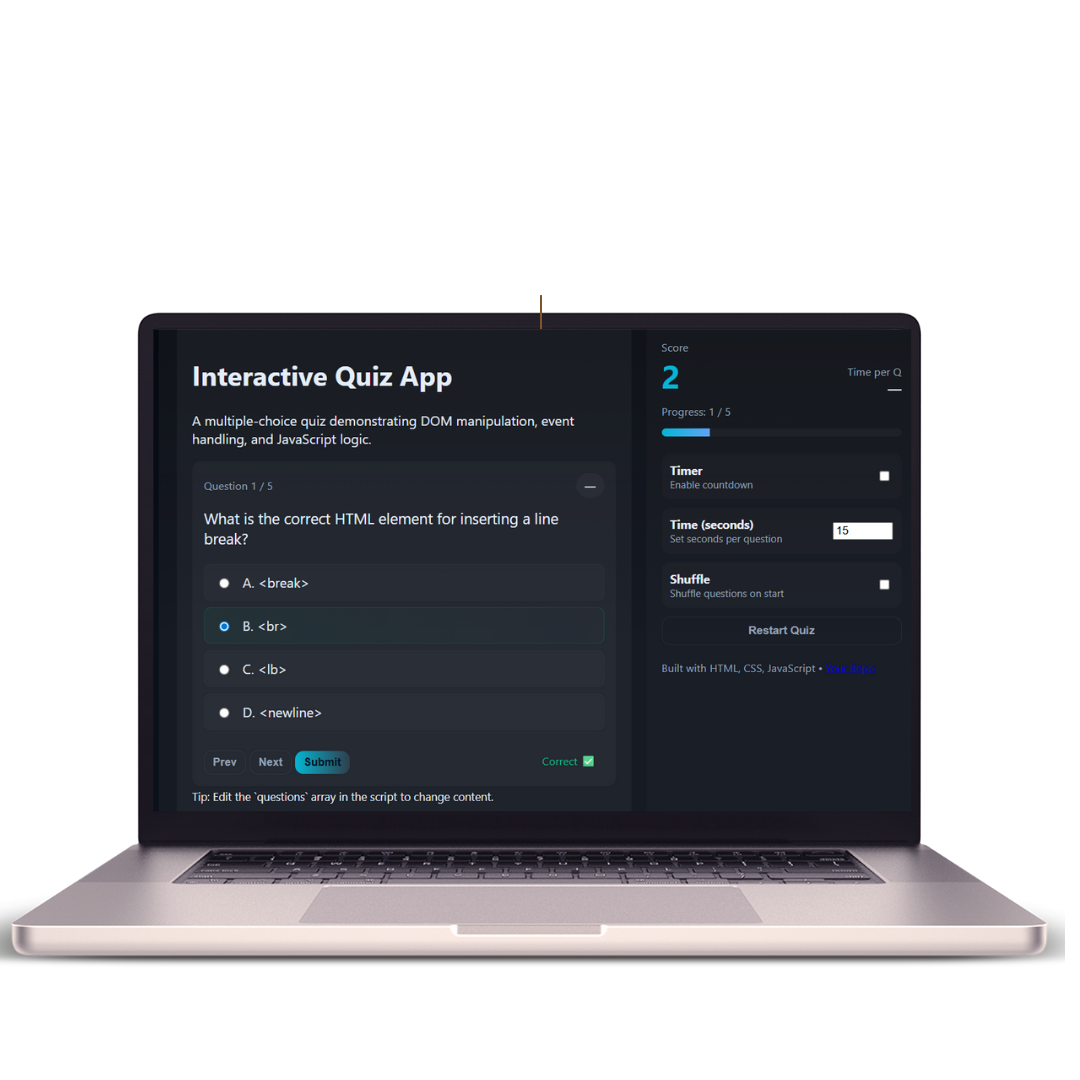 Interactive Quiz App
A multiple-choice quiz demonstrating DOM manipulation, event
handling, and JavaScript logic.
Question 1 / 5
—
What is the correct HTML element for inserting a line
break?
A. <break>
B. <br>
C. <lb>
D. <newline>
Prev
Next
Submit
Correct ✅
Tip: Edit the `questions` array in the script to change content.
Score
2
Time per Q
—
Progress: 1 / 5
Timer
Enable countdown
Time (seconds)
Set seconds per question
15
Shuffle
Shuffle questions on start
Restart Quiz
Built with HTML, CSS, JavaScript •